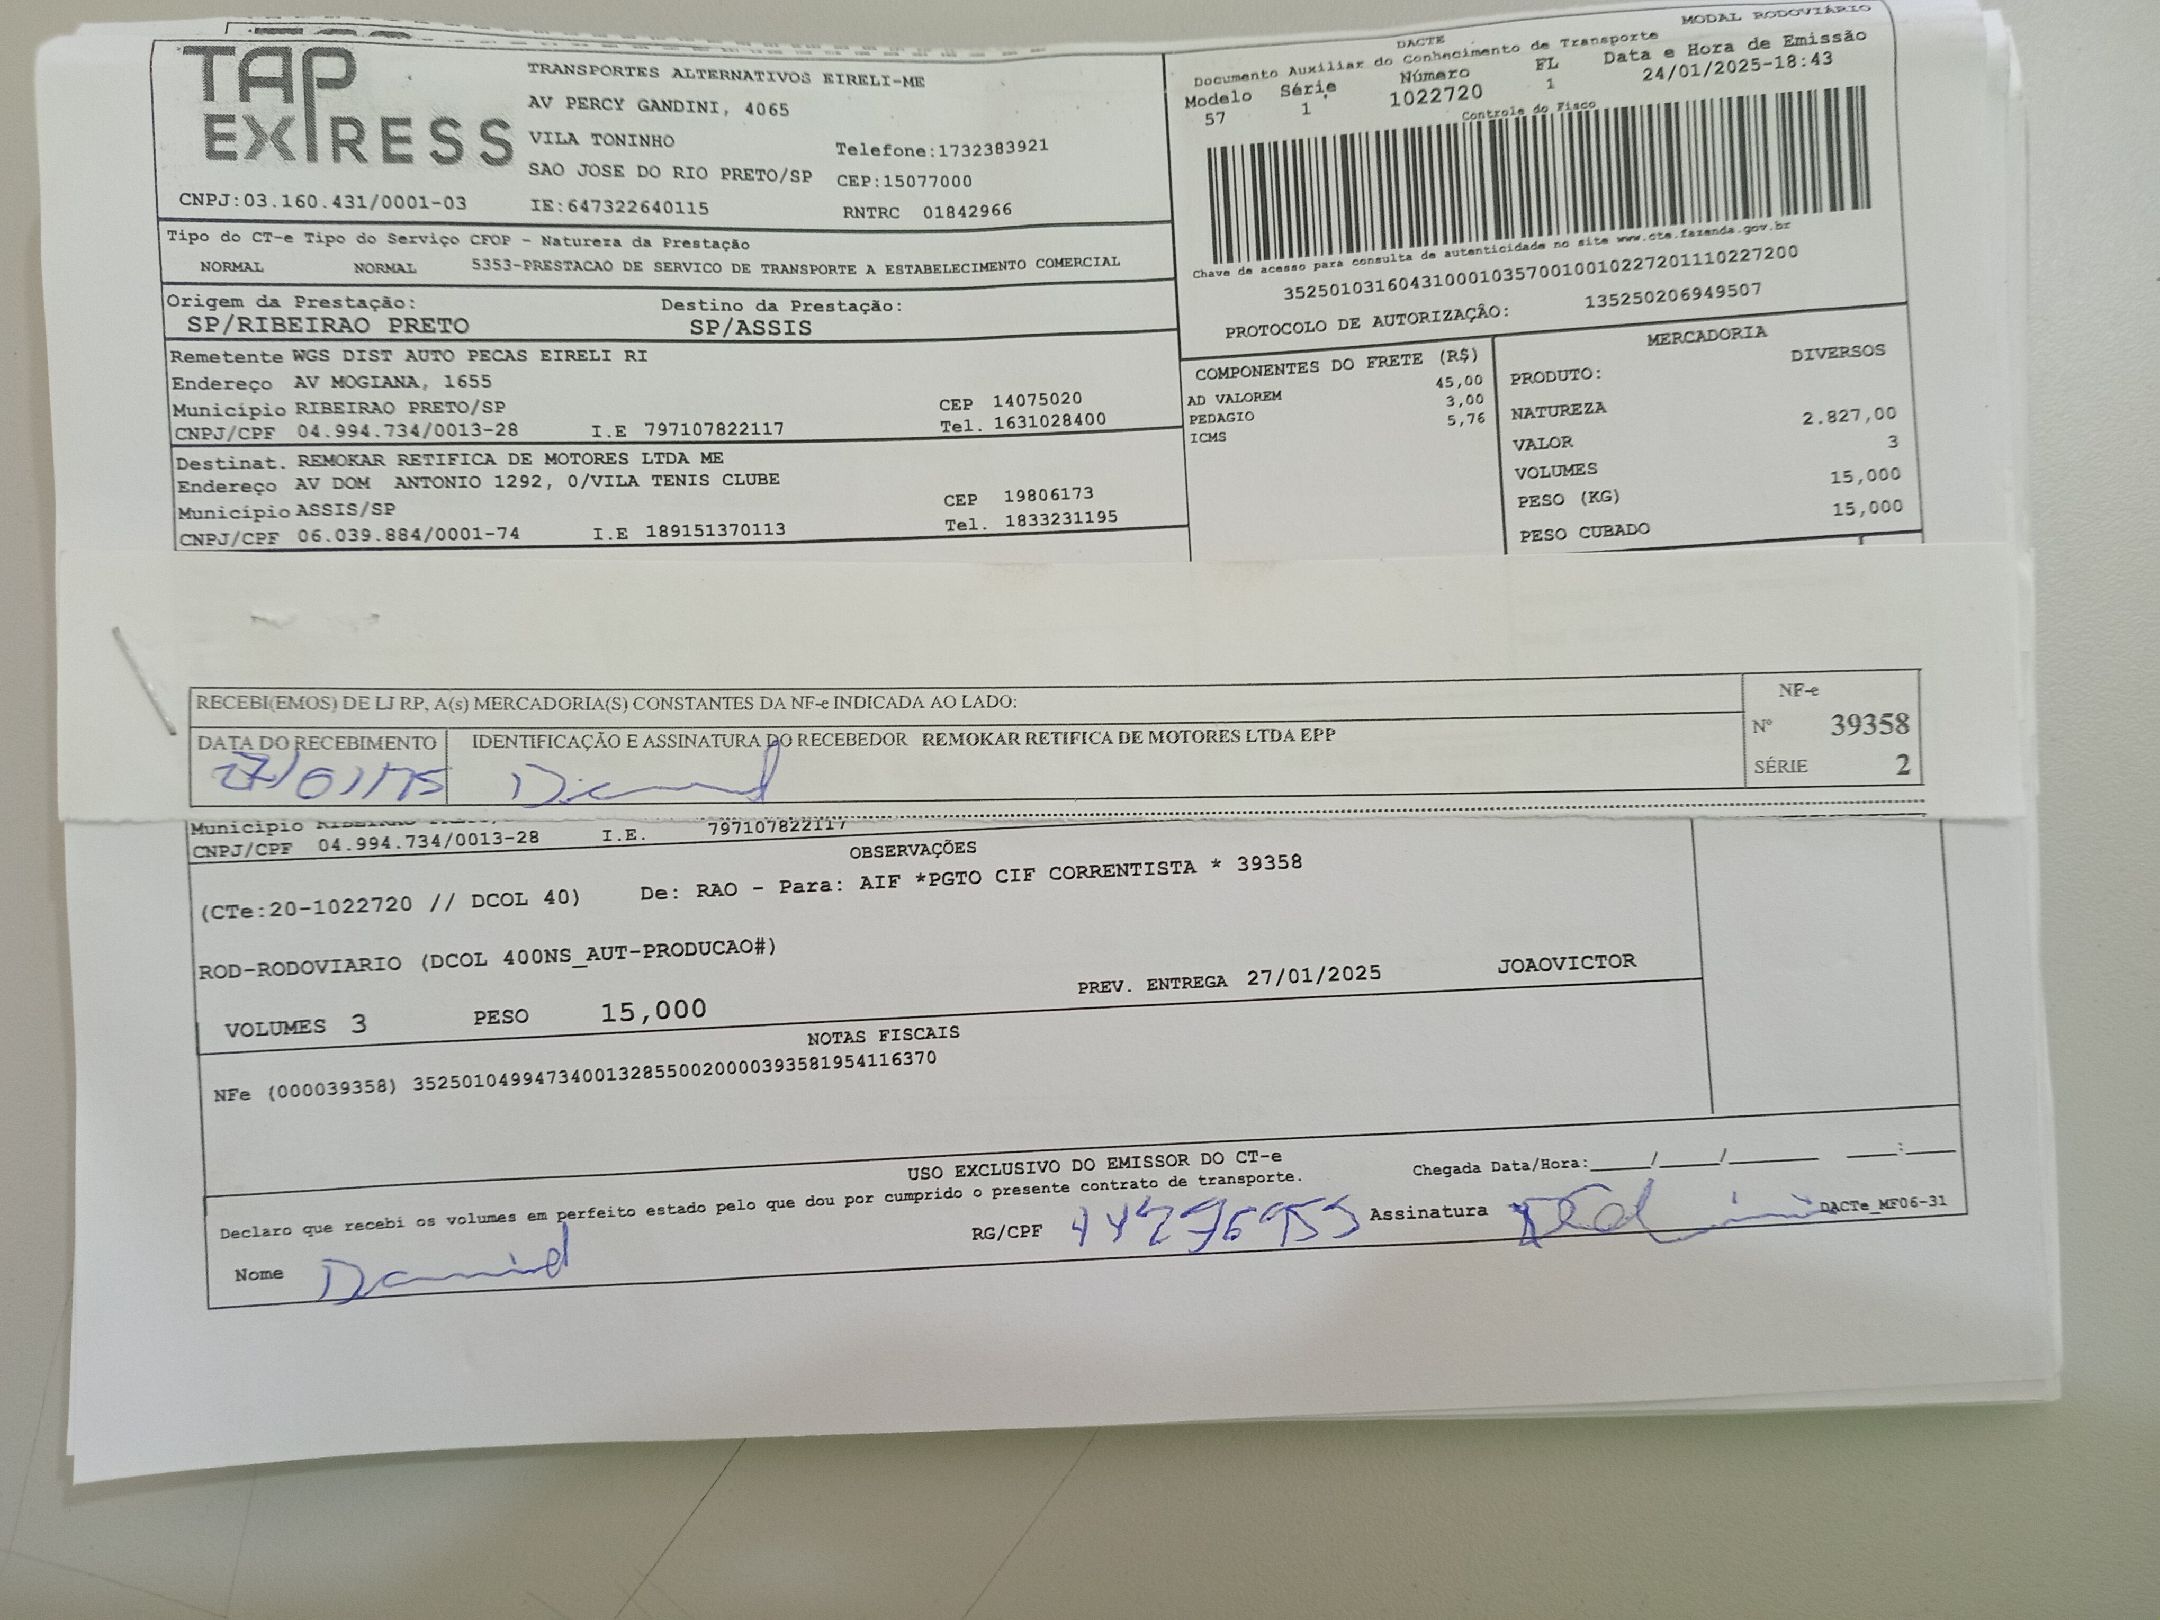 MODAL RODOVIÁRIO
TAP EXPRESS
TRANSPORTES ALTERNATIVOS EIRELI-ME
AV PERCY GANDINI, 4065
VILA TONINHO Telefone:1732383921
SAO JOSE DO RIO PRETO/SP CEP:15077000
CNPJ:03.160.431/0001-03 IE:647322640115 RNTRC 01842966
DACTE
Documento Auxiliar do Conhecimento de Transporte
Modelo Série Número FL Data e Hora de Emissão
57 1 1022720 1 24/01/2025-18:43
Controle do Fisco
Chave de acesso para consulta de autenticidade no site www.cte.fazenda.gov.br
35250103160431000103570010010227201110227200
PROTOCOLO DE AUTORIZAÇÃO: 135250206949507
Tipo do CT-e Tipo do Serviço CFOP - Natureza da Prestação
NORMAL NORMAL 5353-PRESTACAO DE SERVICO DE TRANSPORTE A ESTABELECIMENTO COMERCIAL
Origem da Prestação: Destino da Prestação:
SP/RIBEIRAO PRETO SP/ASSIS
Remetente WGS DIST AUTO PECAS EIRELI RI
Endereço AV MOGIANA, 1655
Município RIBEIRAO PRETO/SP CEP 14075020
CNPJ/CPF 04.994.734/0013-28 I.E 797107822117 Tel. 1631028400
Destinat. REMOKAR RETIFICA DE MOTORES LTDA ME
Endereço AV DOM ANTONIO 1292, 0/VILA TENIS CLUBE
Município ASSIS/SP CEP 19806173
CNPJ/CPF 06.039.884/0001-74 I.E 189151370113 Tel. 1833231195
COMPONENTES DO FRETE (R$)
45,00
AD VALOREM 3,00
PEDAGIO 5,76
ICMS
MERCADORIA
PRODUTO: DIVERSOS
NATUREZA
VALOR 2.827,00
VOLUMES 3
PESO (KG) 15,000
PESO CUBADO 15,000
RECEBI(EMOS) DE LJ RP, A(s) MERCADORIA(S) CONSTANTES DA NF-e INDICADA AO LADO:
NF-e
Nº 39358
SÉRIE 2
DATA DO RECEBIMENTO IDENTIFICAÇÃO E ASSINATURA DO RECEBEDOR REMOKAR RETIFICA DE MOTORES LTDA EPP
Município
CNPJ/CPF 04.994.734/0013-28 I.E. 797107822117
OBSERVAÇÕES
(CTe:20-1022720 // DCOL 40) De: RAO - Para: AIF *PGTO CIF CORRENTISTA * 39358
ROD-RODOVIARIO (DCOL 400NS_AUT-PRODUCAO#)
VOLUMES 3 PESO 15,000 PREV. ENTREGA 27/01/2025 JOAOVICTOR
NOTAS FISCAIS
NFe (000039358) 35250104994734001328550020000393581954116370
USO EXCLUSIVO DO EMISSOR DO CT-e
Declaro que recebi os volumes em perfeito estado pelo que dou por cumprido o presente contrato de transporte.
Chegada Data/Hora:____/____/______ ___:___
Nome Daniel RG/CPF Assinatura
DACTe_MF06-31